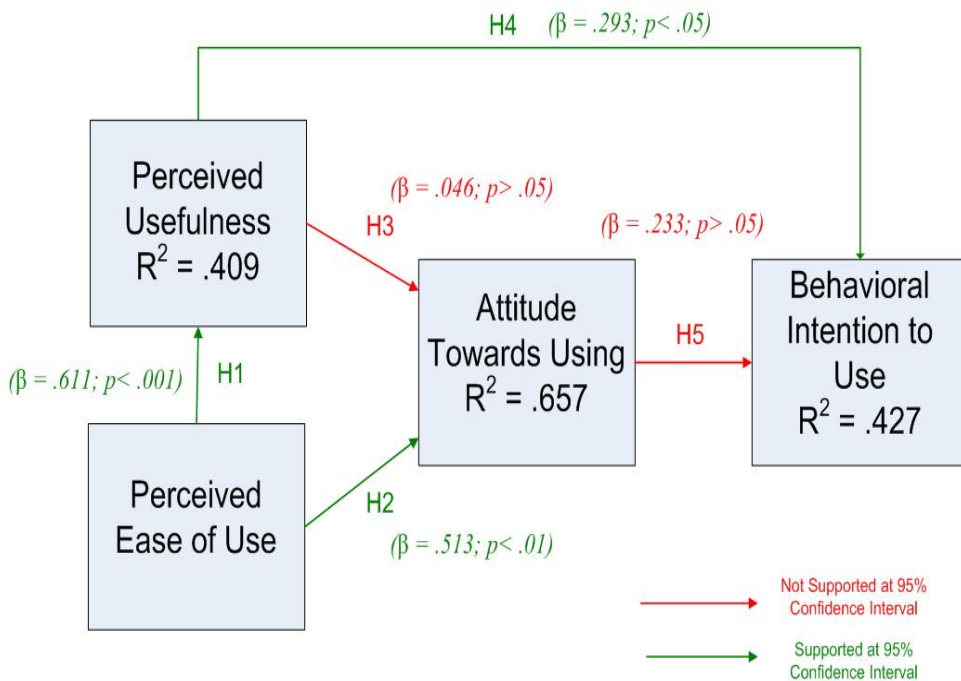 H4
(β = .293; p< .05)
Perceived
Usefulness
R² = .409
(β = .046; p> .05)
H3
(β = .233; p> .05)
Attitude
Towards Using
R² = .657
H5
Behavioral
Intention to
Use
R² = .427
(β = .611; p< .001)
H1
Perceived
Ease of Use
H2
(β = .513; p< .01)
Not Supported at 95%
Confidence Interval
Supported at 95%
Confidence Interval